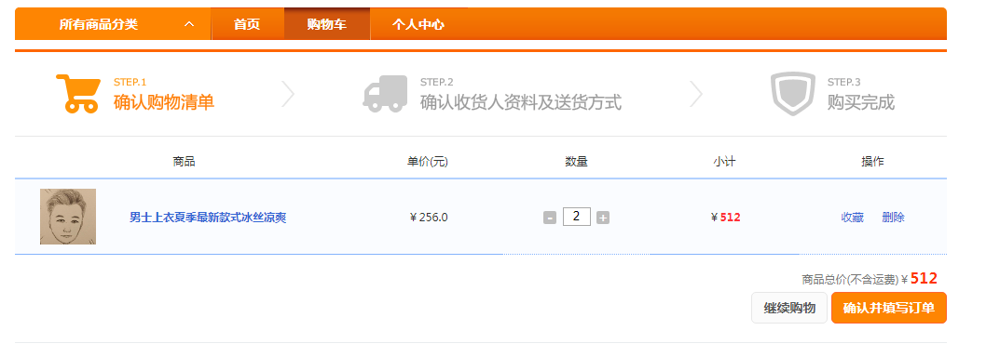 所有商品分类 首页 购物车 个人中心
STEP.1 STEP.2 STEP.3
确认购物清单 确认收货人资料及送货方式 购买完成
商品 单价(元) 数量 小计 操作
男士上衣夏季最新款式冰丝凉爽 ¥256.0 - 2 + ¥512 收藏 删除
商品总价(不含运费) ¥512
继续购物 确认并填写订单